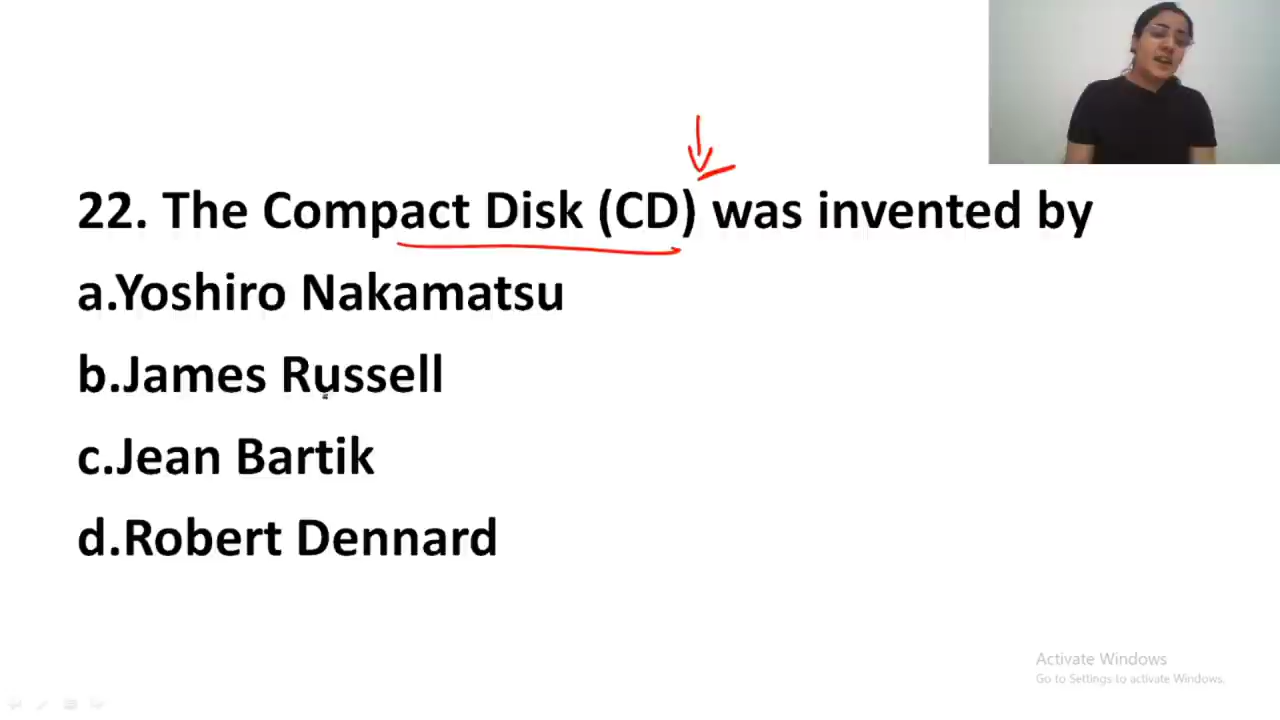 22. The Compact Disk (CD) was invented by
a.Yoshiro Nakamatsu
b.James Russell
c.Jean Bartik
d.Robert Dennard
Activate Windows
Go to Settings to activate Windows.